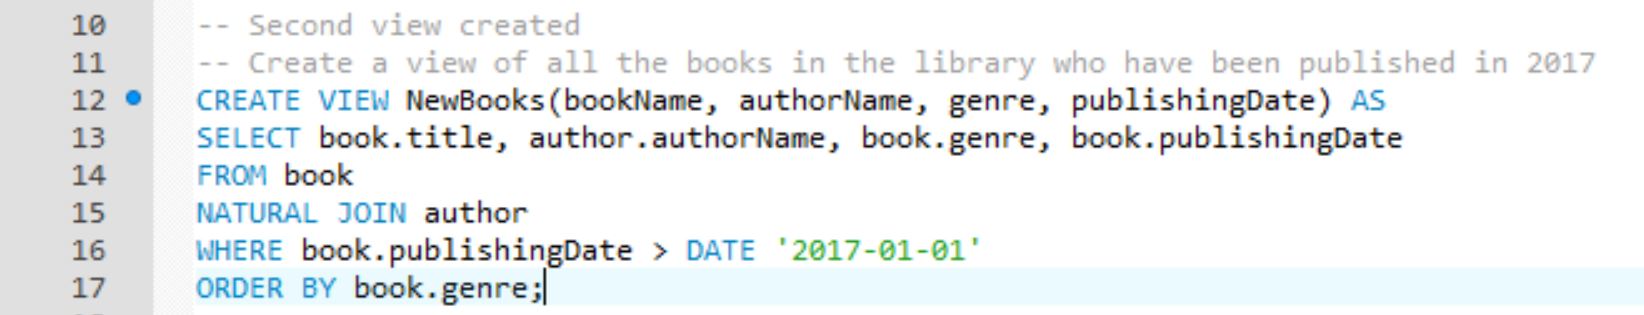 10 -- Second view created
11 -- Create a view of all the books in the library who have been published in 2017
12 CREATE VIEW NewBooks(bookName, authorName, genre, publishingDate) AS
13 SELECT book.title, author.authorName, book.genre, book.publishingDate
14 FROM book
15 NATURAL JOIN author
16 WHERE book.publishingDate > DATE '2017-01-01'
17 ORDER BY book.genre;